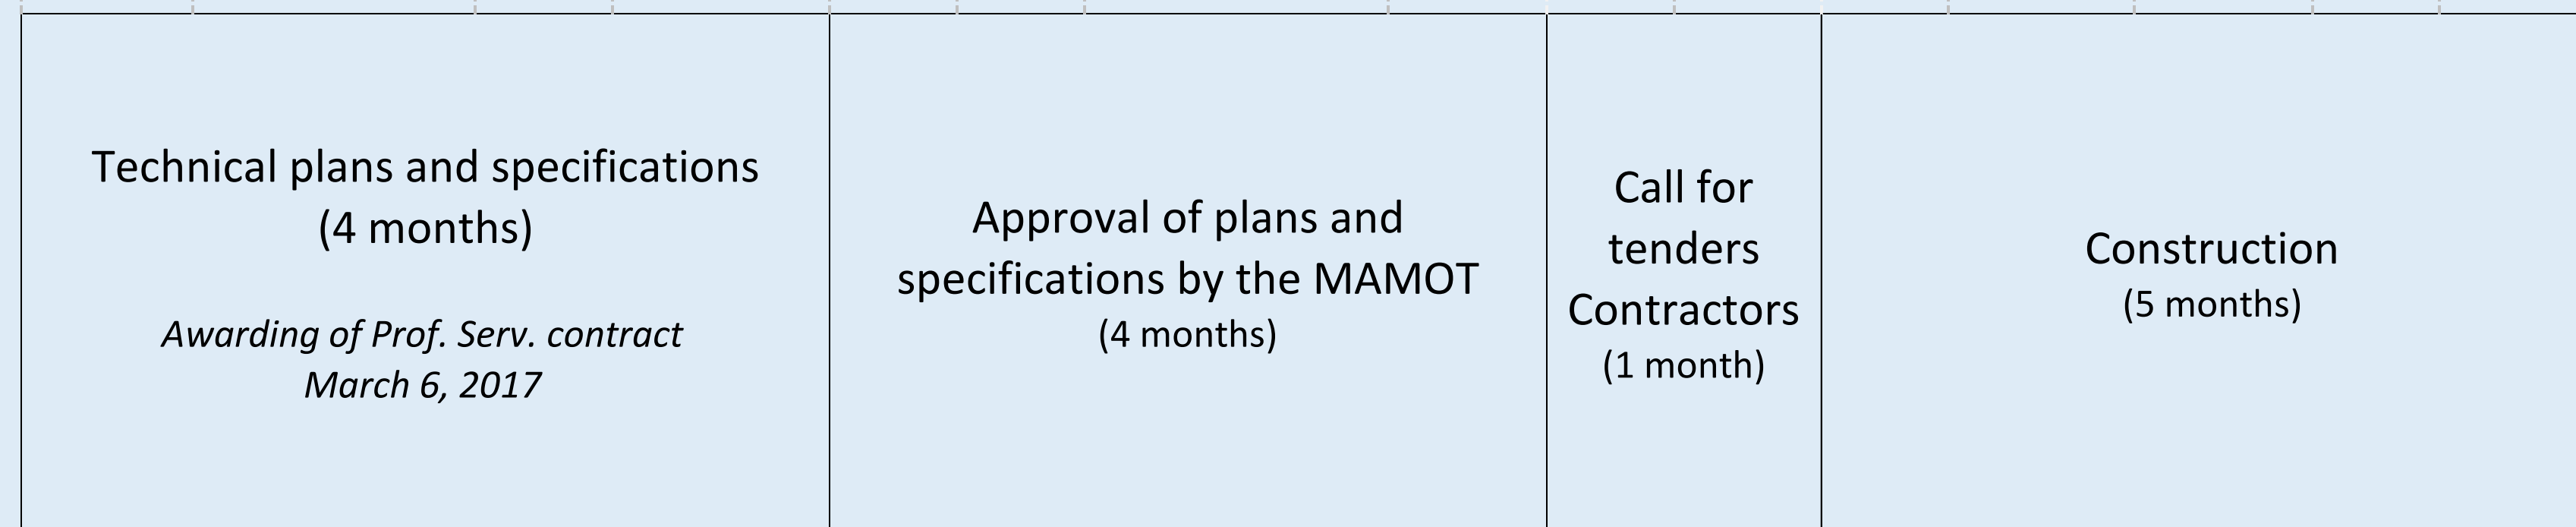 Technical plans and specifications
(4 months)
Awarding of Prof. Serv. contract
March 6, 2017
Approval of plans and
specifications by the MAMOT
(4 months)
Call for
tenders
Contractors
(1 month)
Construction
(5 months)